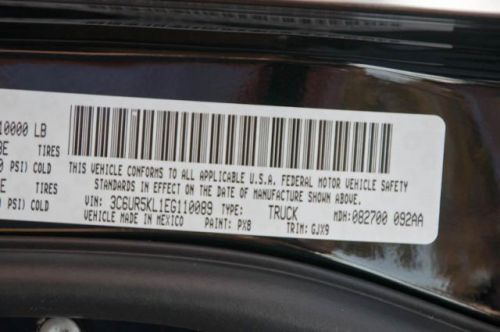 10000 LB
TIRES
PSI) COLD
TIRES
PSI) COLD
THIS VEHICLE CONFORMS TO ALL APPLICABLE U.S.A. FEDERAL MOTOR VEHICLE SAFETY
STANDARDS IN EFFECT ON THE DATE OF MANUFACTURE SHOWN ABOVE.
VIN: 3C6UR5KL1EG110089 TYPE: TRUCK MDH:082700 092AA
VEHICLE MADE IN MEXICO PAINT: PX8 TRIM: GJX9